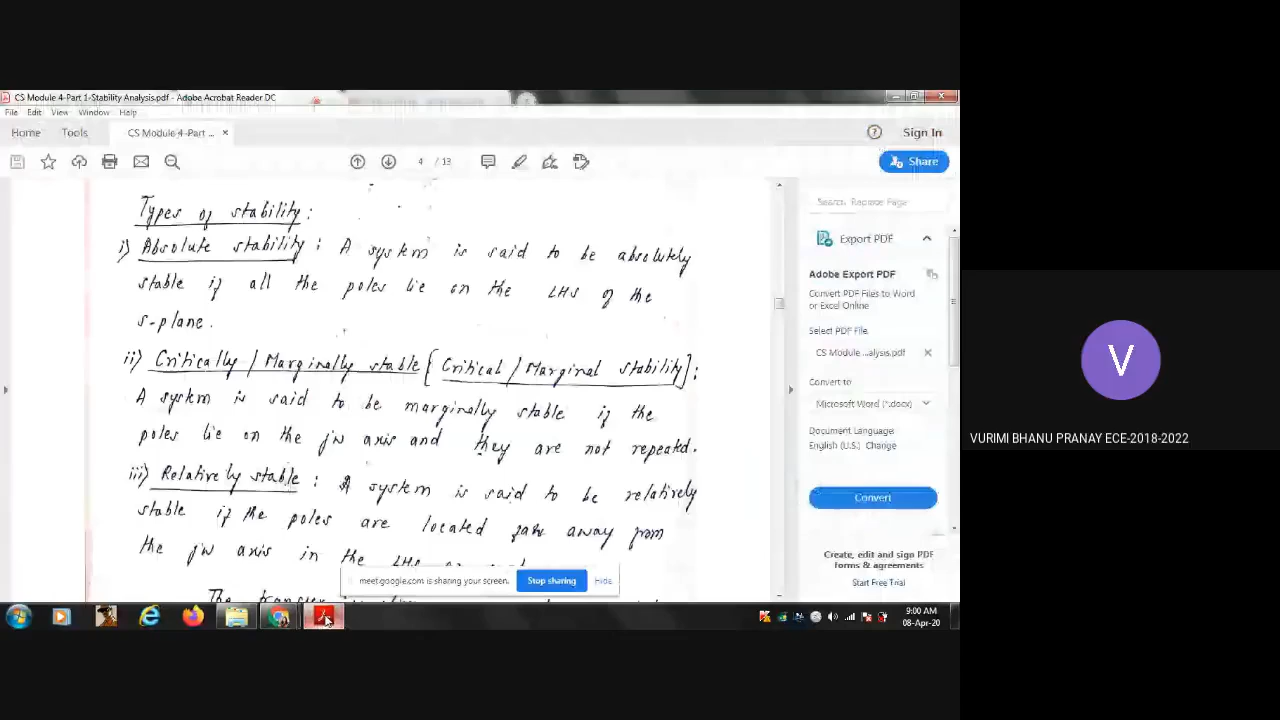 CS Module 4-Part 1-Stability Analysis.pdf - Adobe Acrobat Reader DC
File Edit View Window Help
Home Tools CS Module 4 -Part ... × Sign In
4 / 13 Share
Types of stability:
i) Absolute stability : A system is said to be absolutely
stable if all the poles lie on the LHS of the
s-plane.
ii) Critically / Marginally stable [Critical / Marginal stability] :
A system is said to be marginally stable if the
poles lie on the jw axis and they are not repeated.
iii) Relatively stable : A system is said to be relatively
stable if the poles are located far away from
the jw axis in the LHS
The
Search
Export PDF
Adobe Export PDF
Convert PDF Files to Word
or Excel Online
Select PDF File
CS Module ...alysis.pdf ×
Convert to
Microsoft Word (*.docx)
Document Language:
English (U.S.) Change
Convert
Create, edit and sign PDF
forms & agreements
Start Free Trial
meet.google.com is sharing your screen. Stop sharing Hide
9:00 AM
08-Apr-20
V
VURIMI BHANU PRANAY ECE-2018-2022